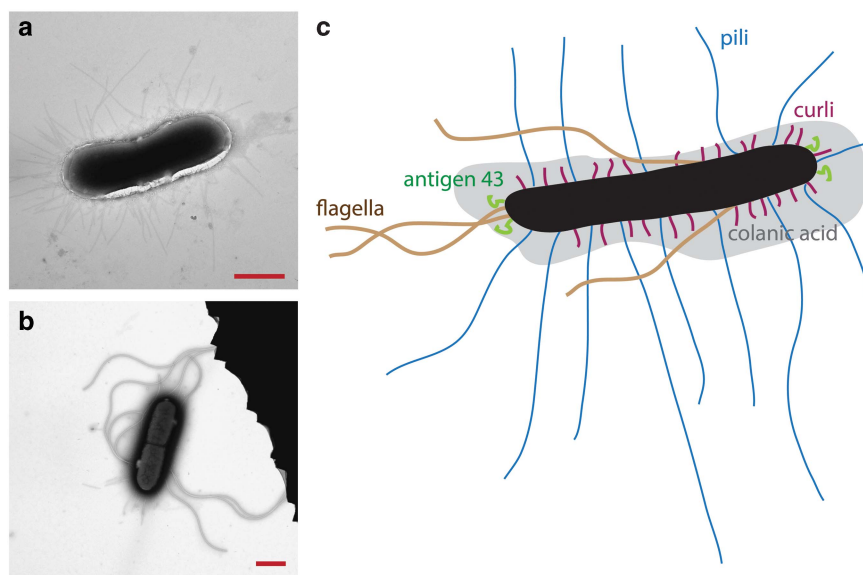 a
b
c
pili
curli
antigen 43
flagella
colanic acid